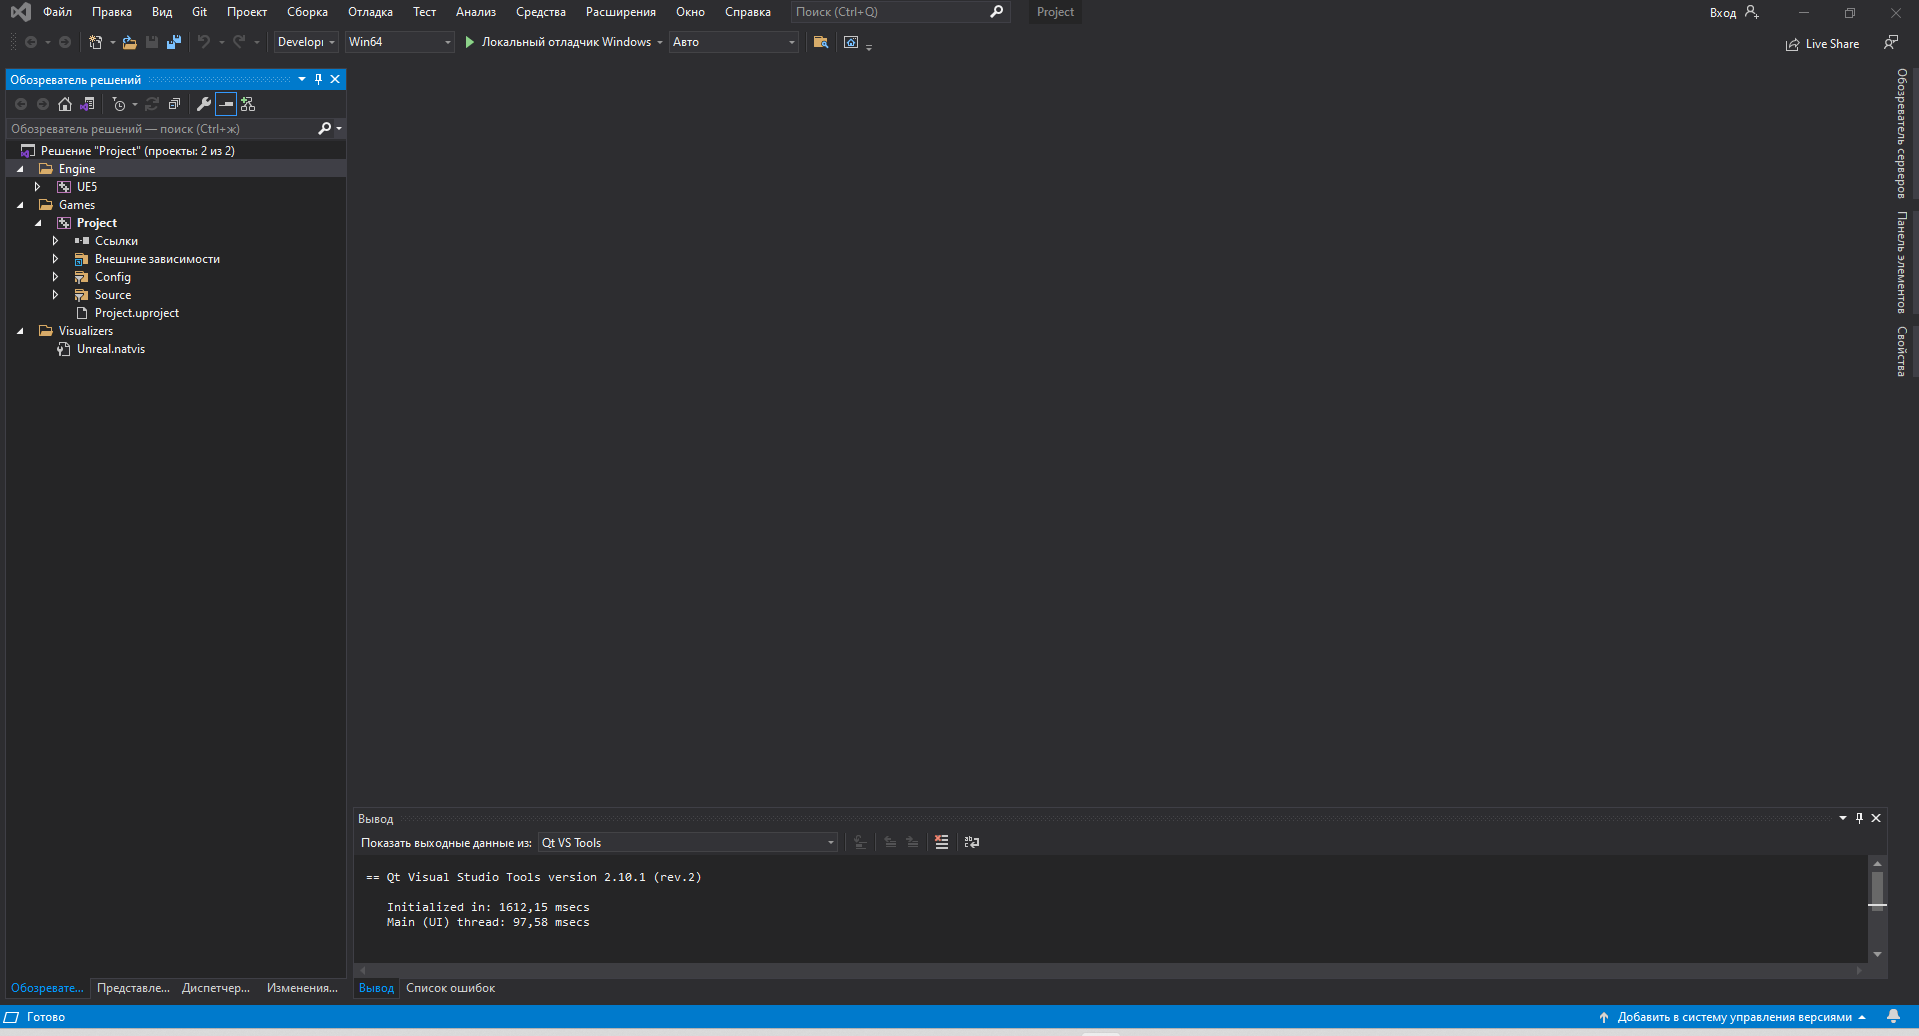 Файл Правка Вид Git Проект Сборка Отладка Тест Анализ Средства Расширения Окно Справка Поиск (Ctrl+Q) Project Вход
Develop Win64 Локальный отладчик Windows Авто Live Share
Обозреватель решений
Обозреватель решений — поиск (Ctrl+ж)
Решение "Project" (проекты: 2 из 2)
Engine
UE5
Games
Project
Ссылки
Внешние зависимости
Config
Source
Project.uproject
Visualizers
Unreal.natvis
Обозреватель серверов
Панель элементов
Свойства
Вывод
Показать выходные данные из: Qt VS Tools
== Qt Visual Studio Tools version 2.10.1 (rev.2)
Initialized in: 1612,15 msecs
Main (UI) thread: 97,58 msecs
Обозревате... Представле... Диспетчер... Изменения... Вывод Список ошибок
Готово Добавить в систему управления версиями